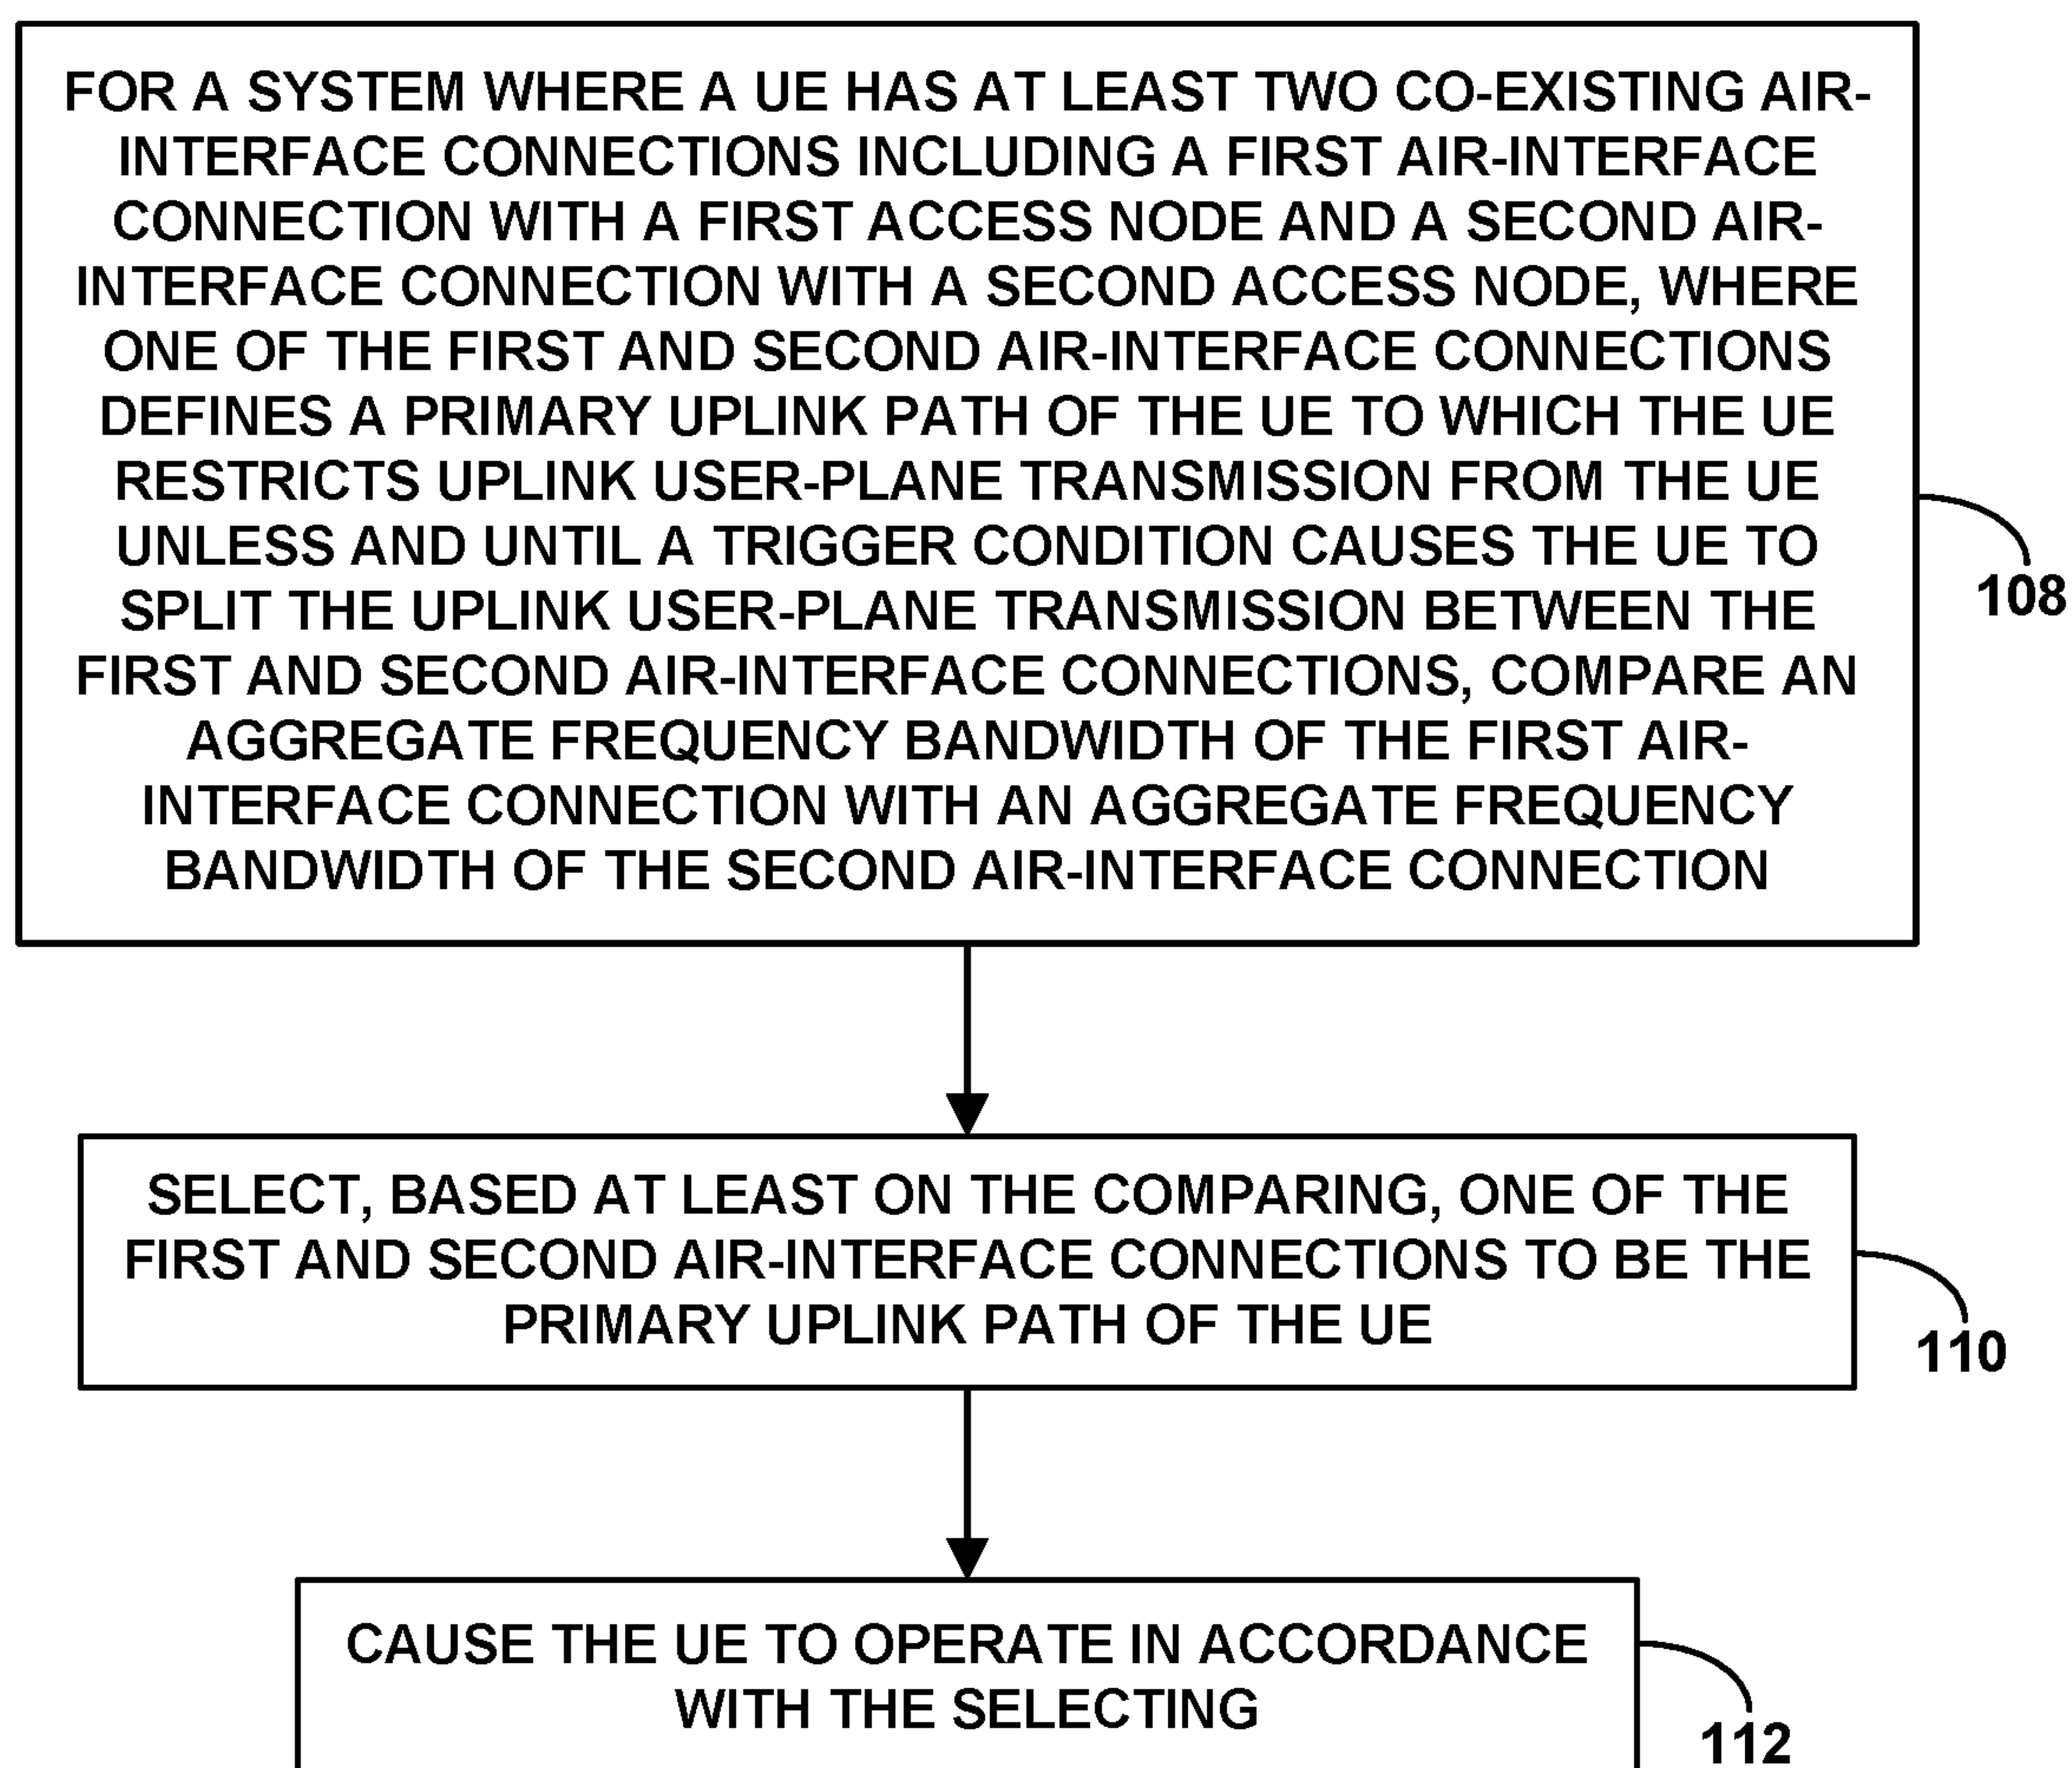 FOR A SYSTEM WHERE A UE HAS AT LEAST TWO CO-EXISTING AIR-
INTERFACE CONNECTIONS INCLUDING A FIRST AIR-INTERFACE
CONNECTION WITH A FIRST ACCESS NODE AND A SECOND AIR-
INTERFACE CONNECTION WITH A SECOND ACCESS NODE, WHERE
ONE OF THE FIRST AND SECOND AIR-INTERFACE CONNECTIONS
DEFINES A PRIMARY UPLINK PATH OF THE UE TO WHICH THE UE
RESTRICTS UPLINK USER-PLANE TRANSMISSION FROM THE UE
UNLESS AND UNTIL A TRIGGER CONDITION CAUSES THE UE TO
SPLIT THE UPLINK USER-PLANE TRANSMISSION BETWEEN THE
FIRST AND SECOND AIR-INTERFACE CONNECTIONS, COMPARE AN
AGGREGATE FREQUENCY BANDWIDTH OF THE FIRST AIR-
INTERFACE CONNECTION WITH AN AGGREGATE FREQUENCY
BANDWIDTH OF THE SECOND AIR-INTERFACE CONNECTION
108
SELECT, BASED AT LEAST ON THE COMPARING, ONE OF THE
FIRST AND SECOND AIR-INTERFACE CONNECTIONS TO BE THE
PRIMARY UPLINK PATH OF THE UE
110
CAUSE THE UE TO OPERATE IN ACCORDANCE
WITH THE SELECTING
112